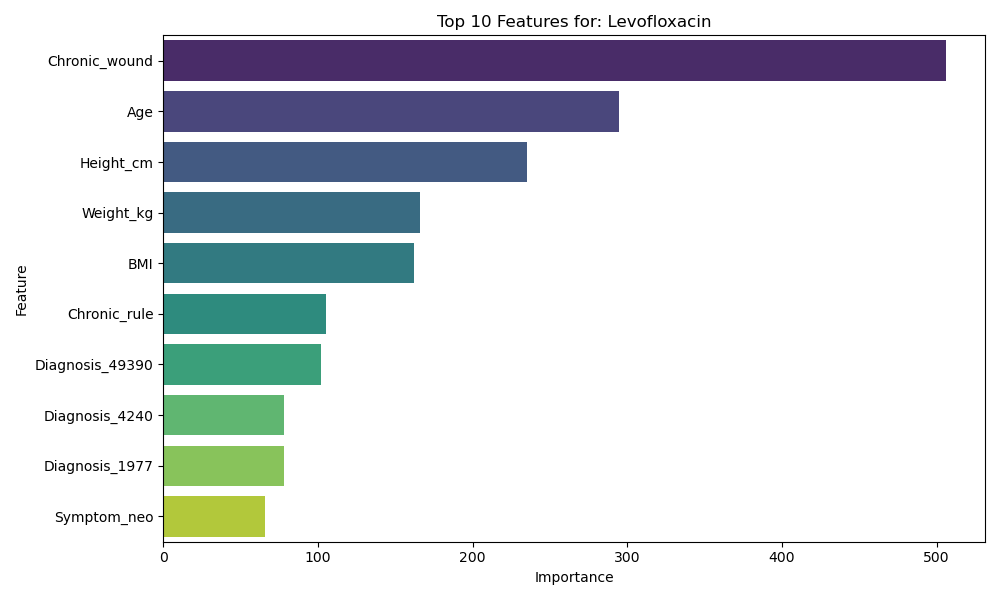 Top 10 Features for: Levofloxacin
Chronic_wound
Age
Height_cm
Weight_kg
BMI
Chronic_rule
Diagnosis_49390
Diagnosis_4240
Diagnosis_1977
Symptom_neo
Feature
0 100 200 300 400 500
Importance